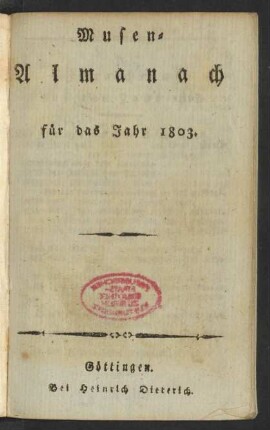 Musen-
Almanach
für das Jahr 1803.
Göttingen.
Bei Heinrich Dieterich.